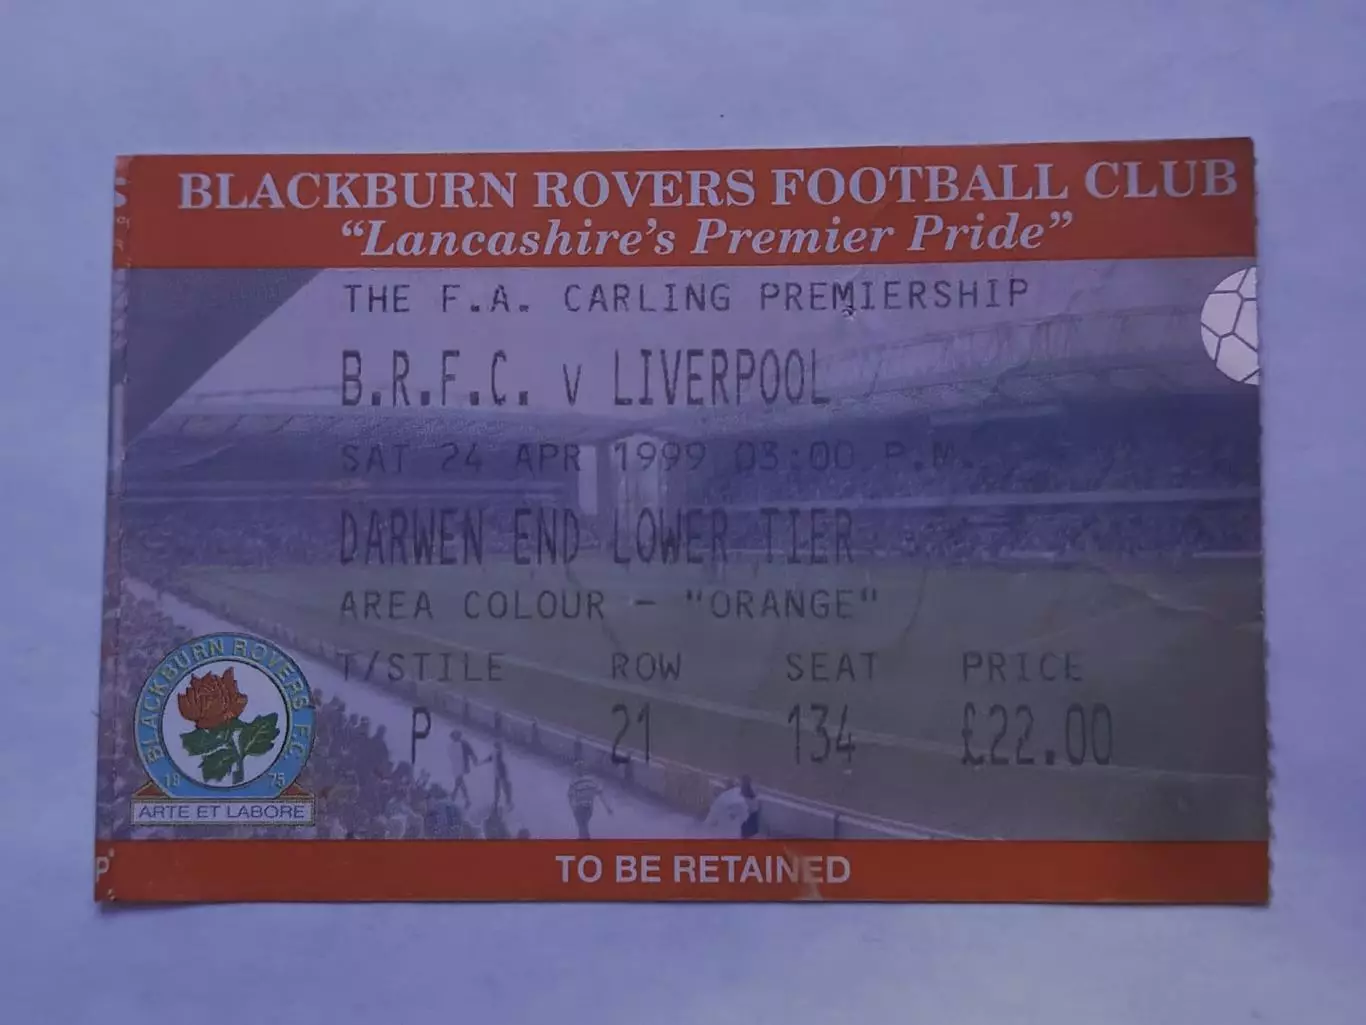 BLACKBURN ROVERS FOOTBALL CLUB
"Lancashire's Premier Pride"
THE F.A. CARLING PREMIERSHIP
B.R.F.C. v LIVERPOOL
SAT 24 APR 1999 03:00 P.M.
DARWEN END LOWER TIER
AREA COLOUR - "ORANGE"
T/STILE ROW SEAT PRICE
P 21 134 £22.00
BLACKBURN ROVERS F.C.
1875
ARTE ET LABORE
TO BE RETAINED